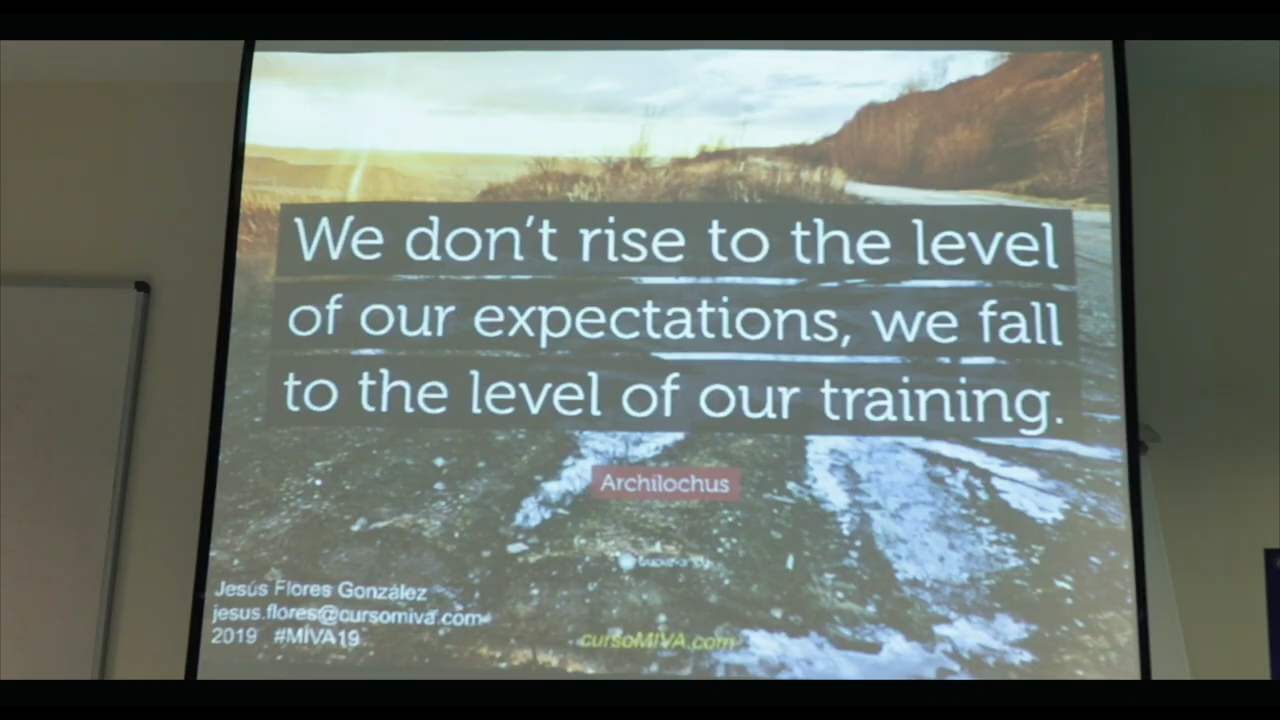 We don't rise to the level
of our expectations, we fall
to the level of our training.
Archilochus
Jesús Flores González
jesus.flores@cursomiva.com
2019 #MIVA19
cursoMIVA.com